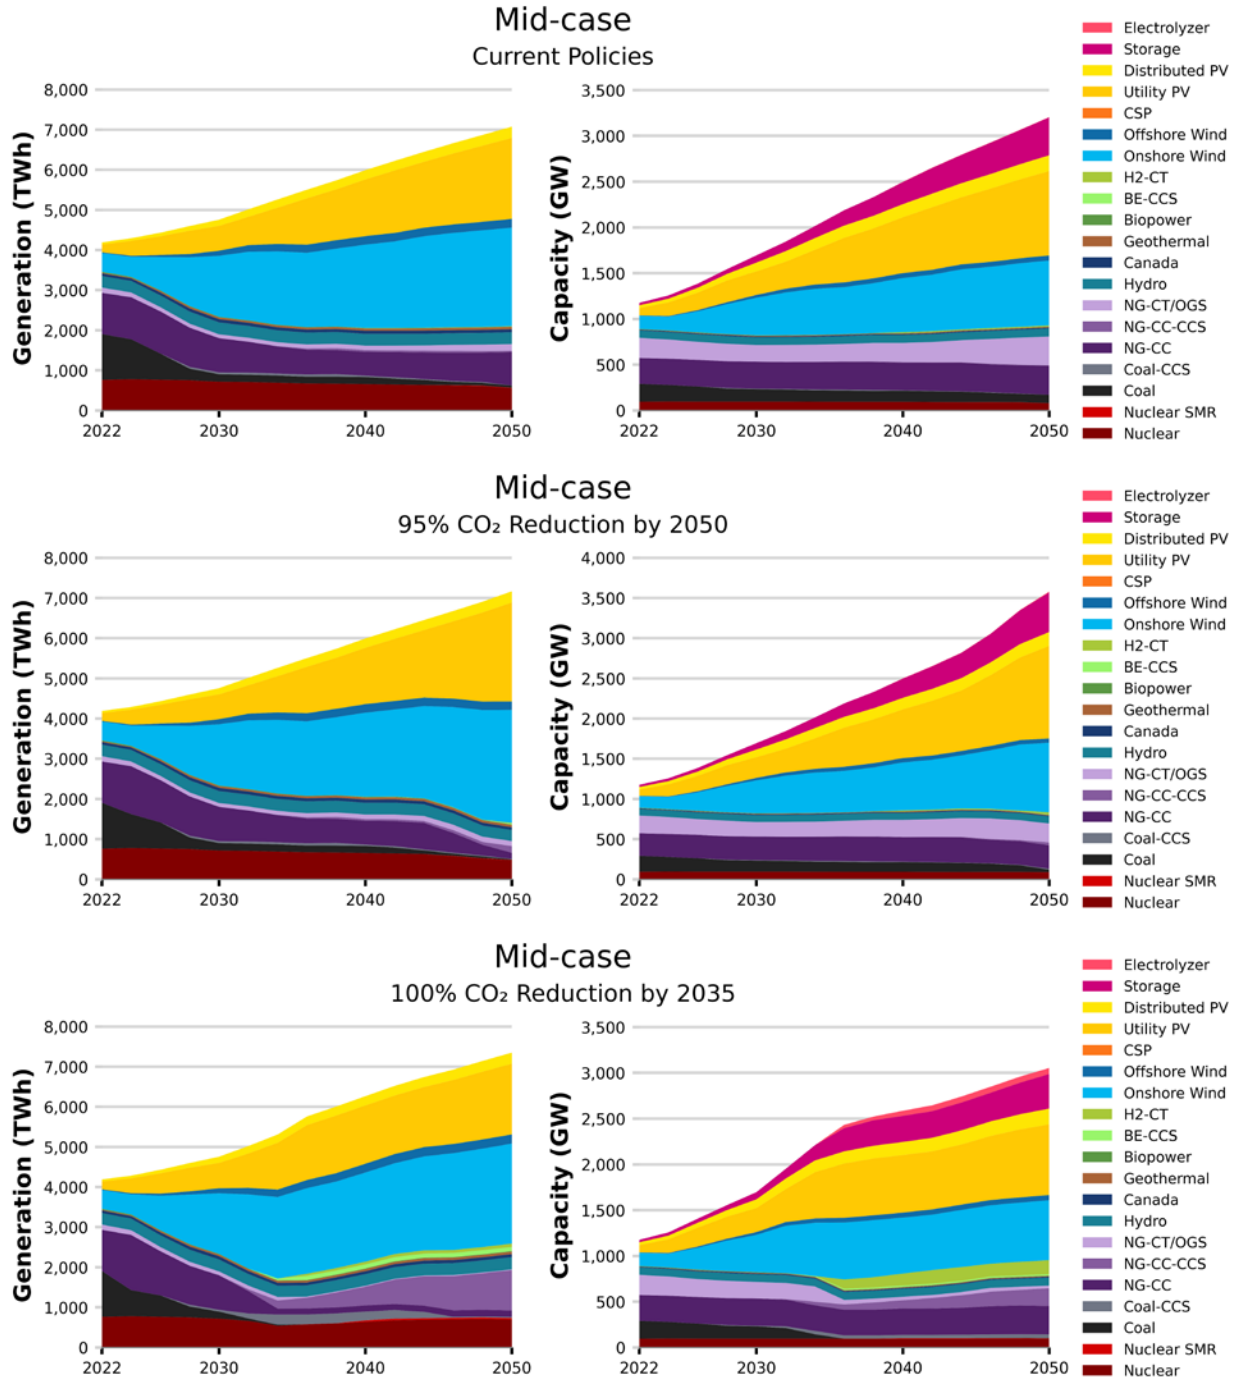 Mid-case
Current Policies
Generation (TWh)
8,000
7,000
6,000
5,000
4,000
3,000
2,000
1,000
0
2022
2030
2040
2050
Capacity (GW)
3,500
3,000
2,500
2,000
1,500
1,000
500
0
2022
2030
2040
2050
Electrolyzer
Storage
Distributed PV
Utility PV
CSP
Offshore Wind
Onshore Wind
H2-CT
BE-CCS
Biopower
Geothermal
Canada
Hydro
NG-CT/OGS
NG-CC-CCS
NG-CC
Coal-CCS
Coal
Nuclear SMR
Nuclear
Mid-case
95% CO₂ Reduction by 2050
Generation (TWh)
8,000
7,000
6,000
5,000
4,000
3,000
2,000
1,000
0
2022
2030
2040
2050
Capacity (GW)
4,000
3,500
3,000
2,500
2,000
1,500
1,000
500
0
2022
2030
2040
2050
Electrolyzer
Storage
Distributed PV
Utility PV
CSP
Offshore Wind
Onshore Wind
H2-CT
BE-CCS
Biopower
Geothermal
Canada
Hydro
NG-CT/OGS
NG-CC-CCS
NG-CC
Coal-CCS
Coal
Nuclear SMR
Nuclear
Mid-case
100% CO₂ Reduction by 2035
Generation (TWh)
8,000
7,000
6,000
5,000
4,000
3,000
2,000
1,000
0
2022
2030
2040
2050
Capacity (GW)
3,500
3,000
2,500
2,000
1,500
1,000
500
0
2022
2030
2040
2050
Electrolyzer
Storage
Distributed PV
Utility PV
CSP
Offshore Wind
Onshore Wind
H2-CT
BE-CCS
Biopower
Geothermal
Canada
Hydro
NG-CT/OGS
NG-CC-CCS
NG-CC
Coal-CCS
Coal
Nuclear SMR
Nuclear